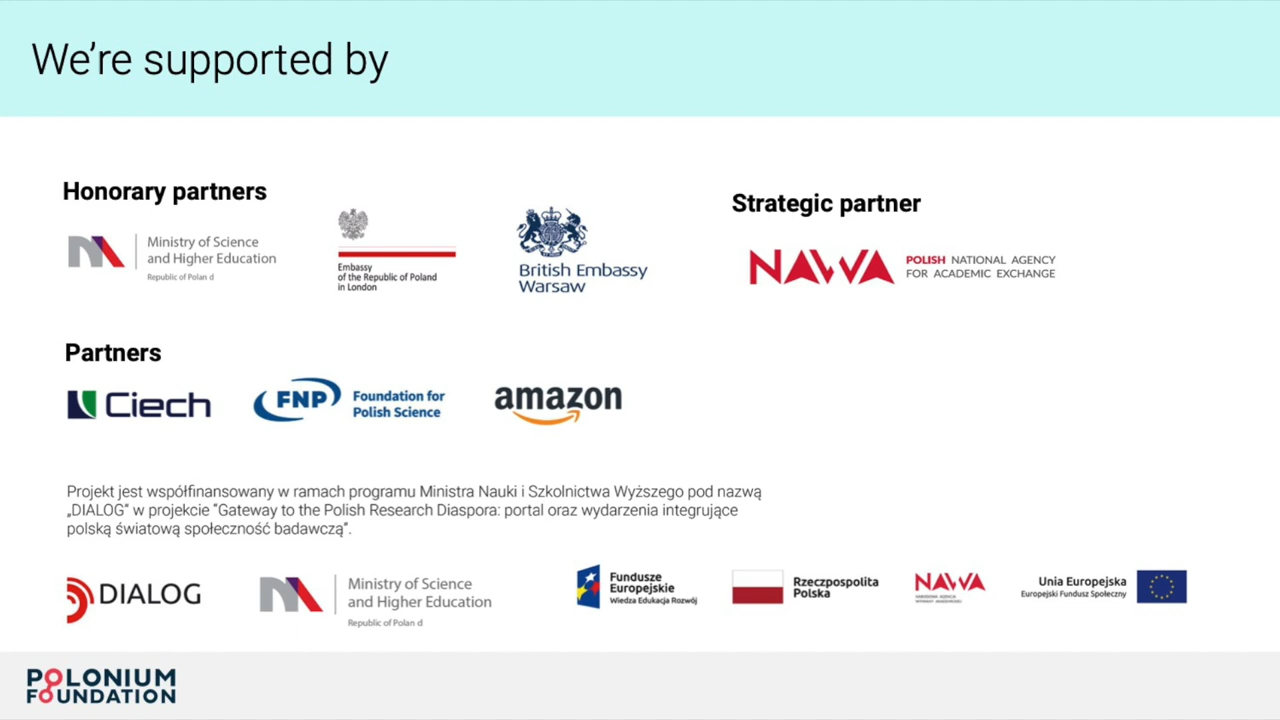 We're supported by
Honorary partners
Ministry of Science
and Higher Education
Republic of Polan d
Embassy
of the Republic of Poland
in London
British Embassy
Warsaw
Strategic partner
NAWA
POLISH NATIONAL AGENCY
FOR ACADEMIC EXCHANGE
Partners
Ciech
FNP
Foundation for
Polish Science
amazon
Projekt jest współfinansowany w ramach programu Ministra Nauki i Szkolnictwa Wyższego pod nazwą
„DIALOG" w projekcie "Gateway to the Polish Research Diaspora: portal oraz wydarzenia integrujące
polską światową społeczność badawczą".
DIALOG
Ministry of Science
and Higher Education
Republic of Polan d
Fundusze
Europejskie
Wiedza Edukacja Rozwój
Rzeczpospolita
Polska
NAWA
Unia Europejska
Europejski Fundusz Społeczny
POLONIUM
FOUNDATION